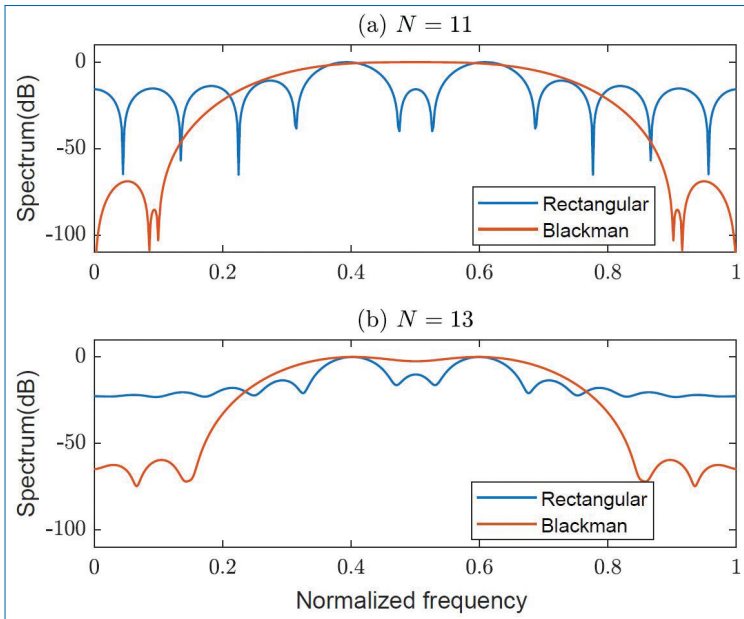 (a) N = 11
0
-50
-100
Spectrum(dB)
Rectangular
Blackman
0 0.2 0.4 0.6 0.8 1
(b) N = 13
0
-50
-100
Spectrum(dB)
Rectangular
Blackman
0 0.2 0.4 0.6 0.8 1
Normalized frequency